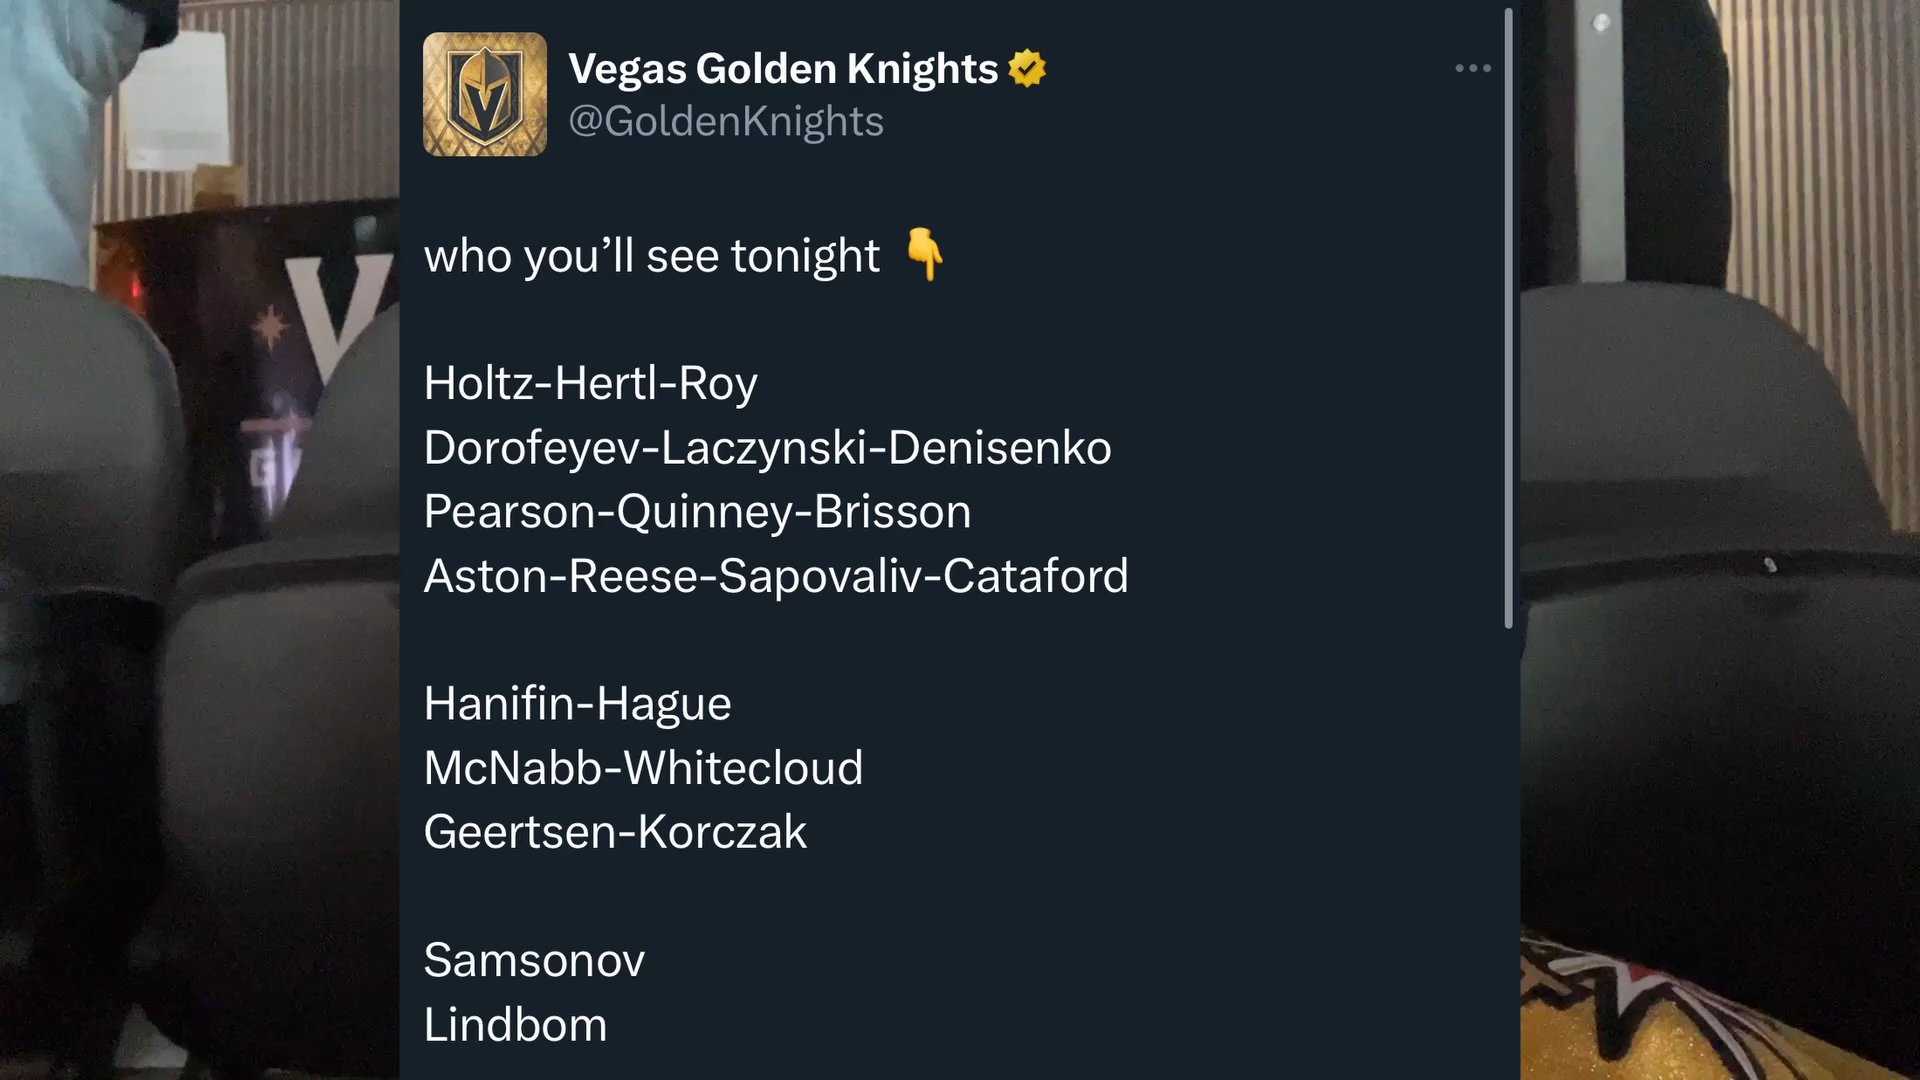 Vegas Golden Knights
@GoldenKnights
who you’ll see tonight 👇
Holtz-Hertl-Roy
Dorofeyev-Laczynski-Denisenko
Pearson-Quinney-Brisson
Aston-Reese-Sapovaliv-Cataford
Hanifin-Hague
McNabb-Whitecloud
Geertsen-Korczak
Samsonov
Lindbom